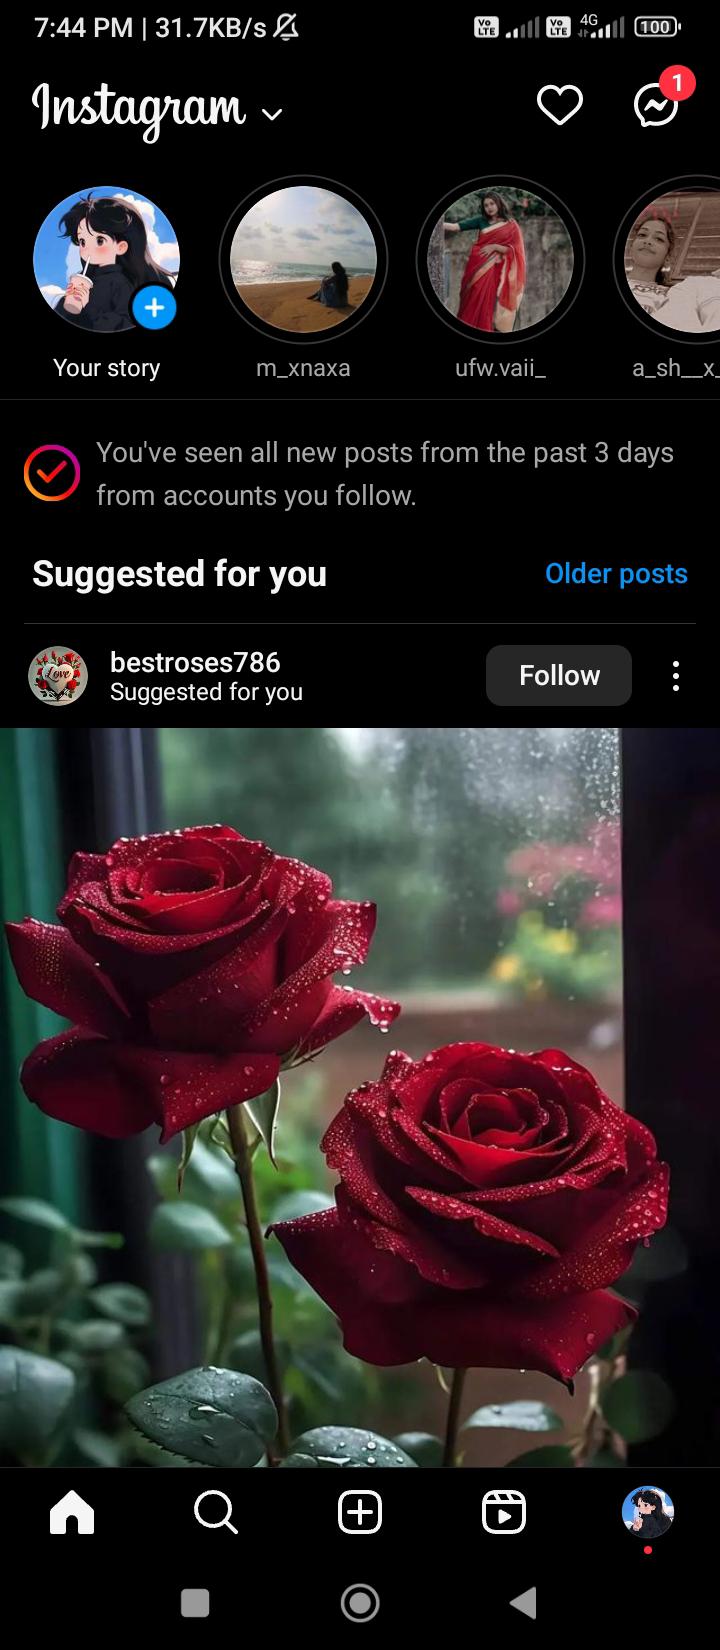 7:44 PM | 31.7KB/s
Vo LTE Vo LTE 4G 100
Instagram
1
Your story
m_xnaxa
ufw.vaii_
a_sh__x_
You've seen all new posts from the past 3 days
from accounts you follow.
Suggested for you
Older posts
Love
bestroses786
Suggested for you
Follow